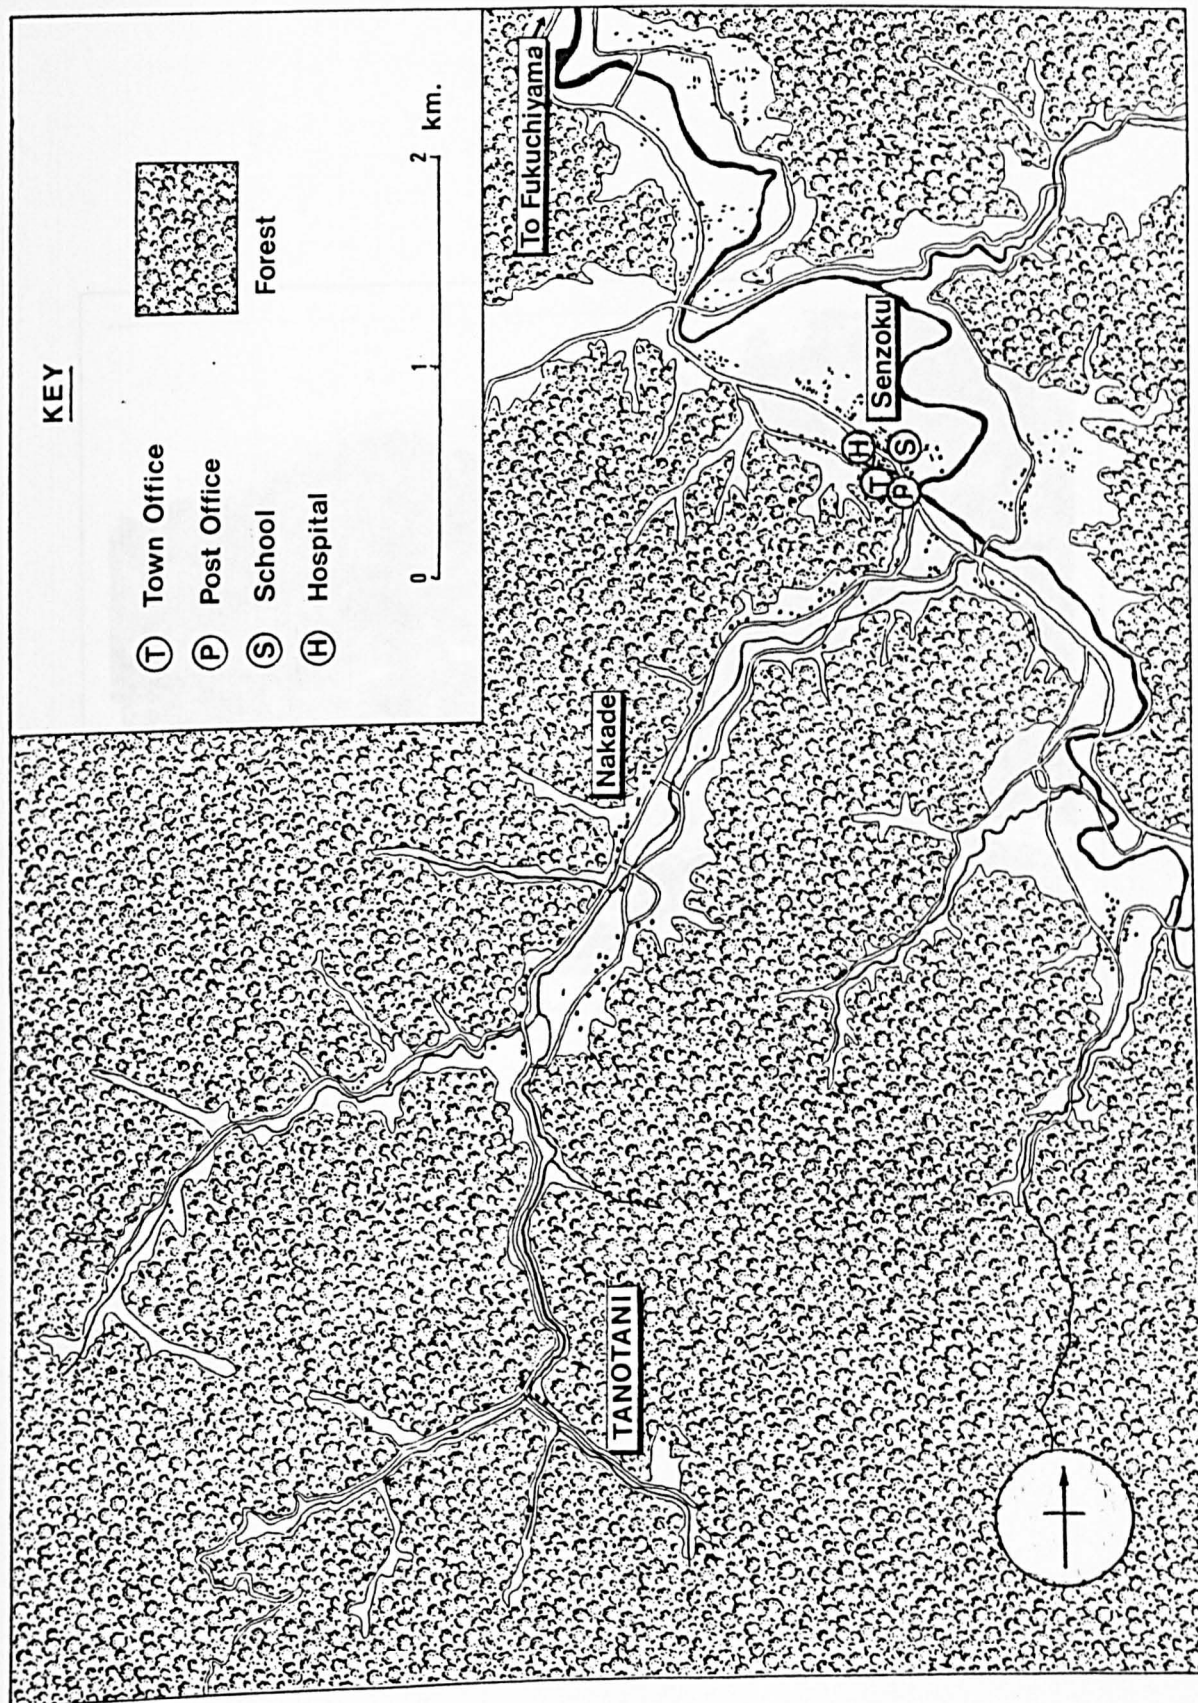 KEY
T Town Office
P Post Office
S School
H Hospital
Forest
0 1 2 km.
TANOTANI
Nakade
P
T
H
S
Senzoku
To Fukuchiyama